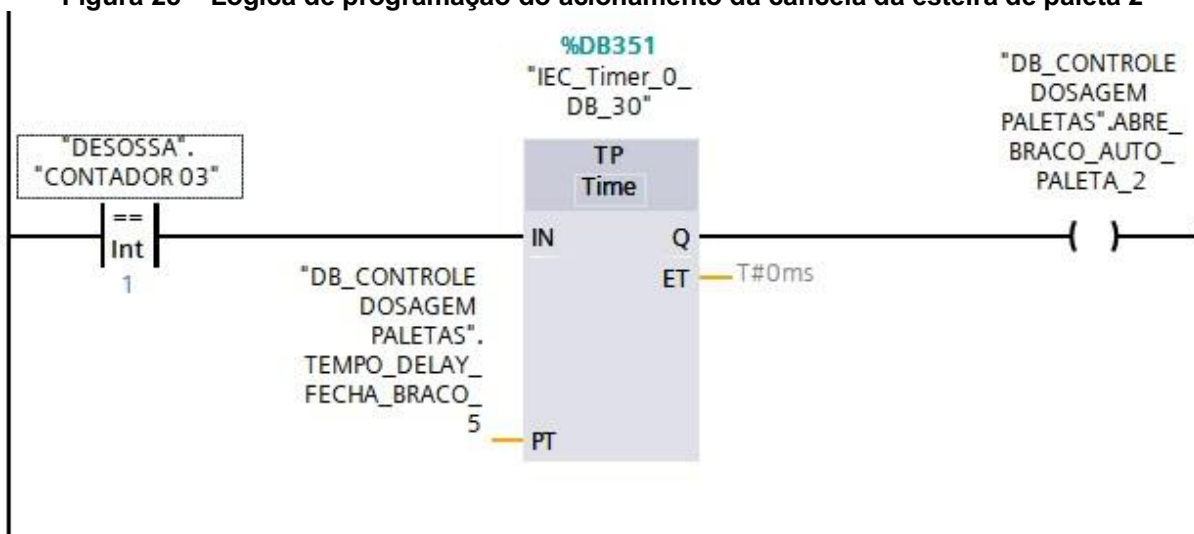 Figura 26 – Lógica de programação do acionamento da cancela da esteira de paleta 2
%DB351
"IEC_Timer_0_
DB_30"
"DB_CONTROLE
DOSAGEM
PALETAS".ABRE_
BRACO_AUTO_
PALETA_2
"DESOSSA".
"CONTADOR 03"
==
Int
1
TP
Time
IN
Q
ET
T#0ms
"DB_CONTROLE
DOSAGEM
PALETAS".
TEMPO_DELAY_
FECHA_BRACO_
5
PT